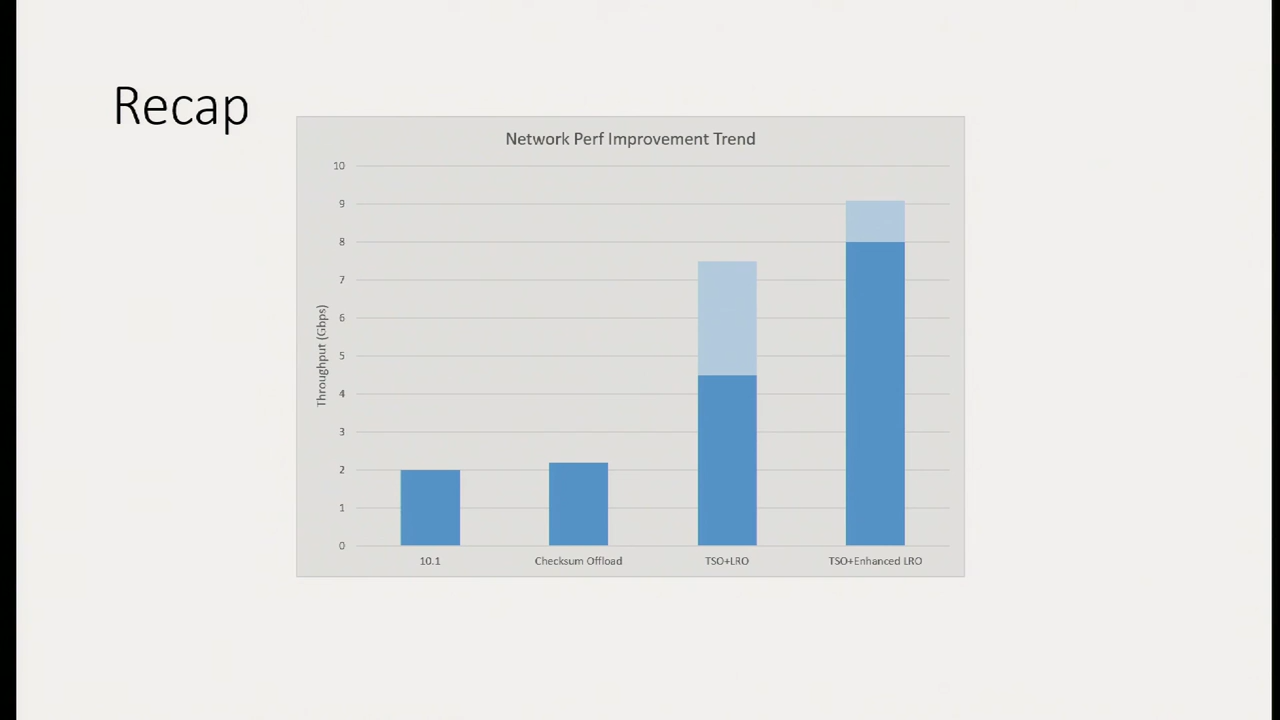 Recap
Network Perf Improvement Trend
10
9
8
7
6
5
4
3
2
1
0
Throughput (Gbps)
10.1
Checksum Offload
TSO+LRO
TSO+Enhanced LRO